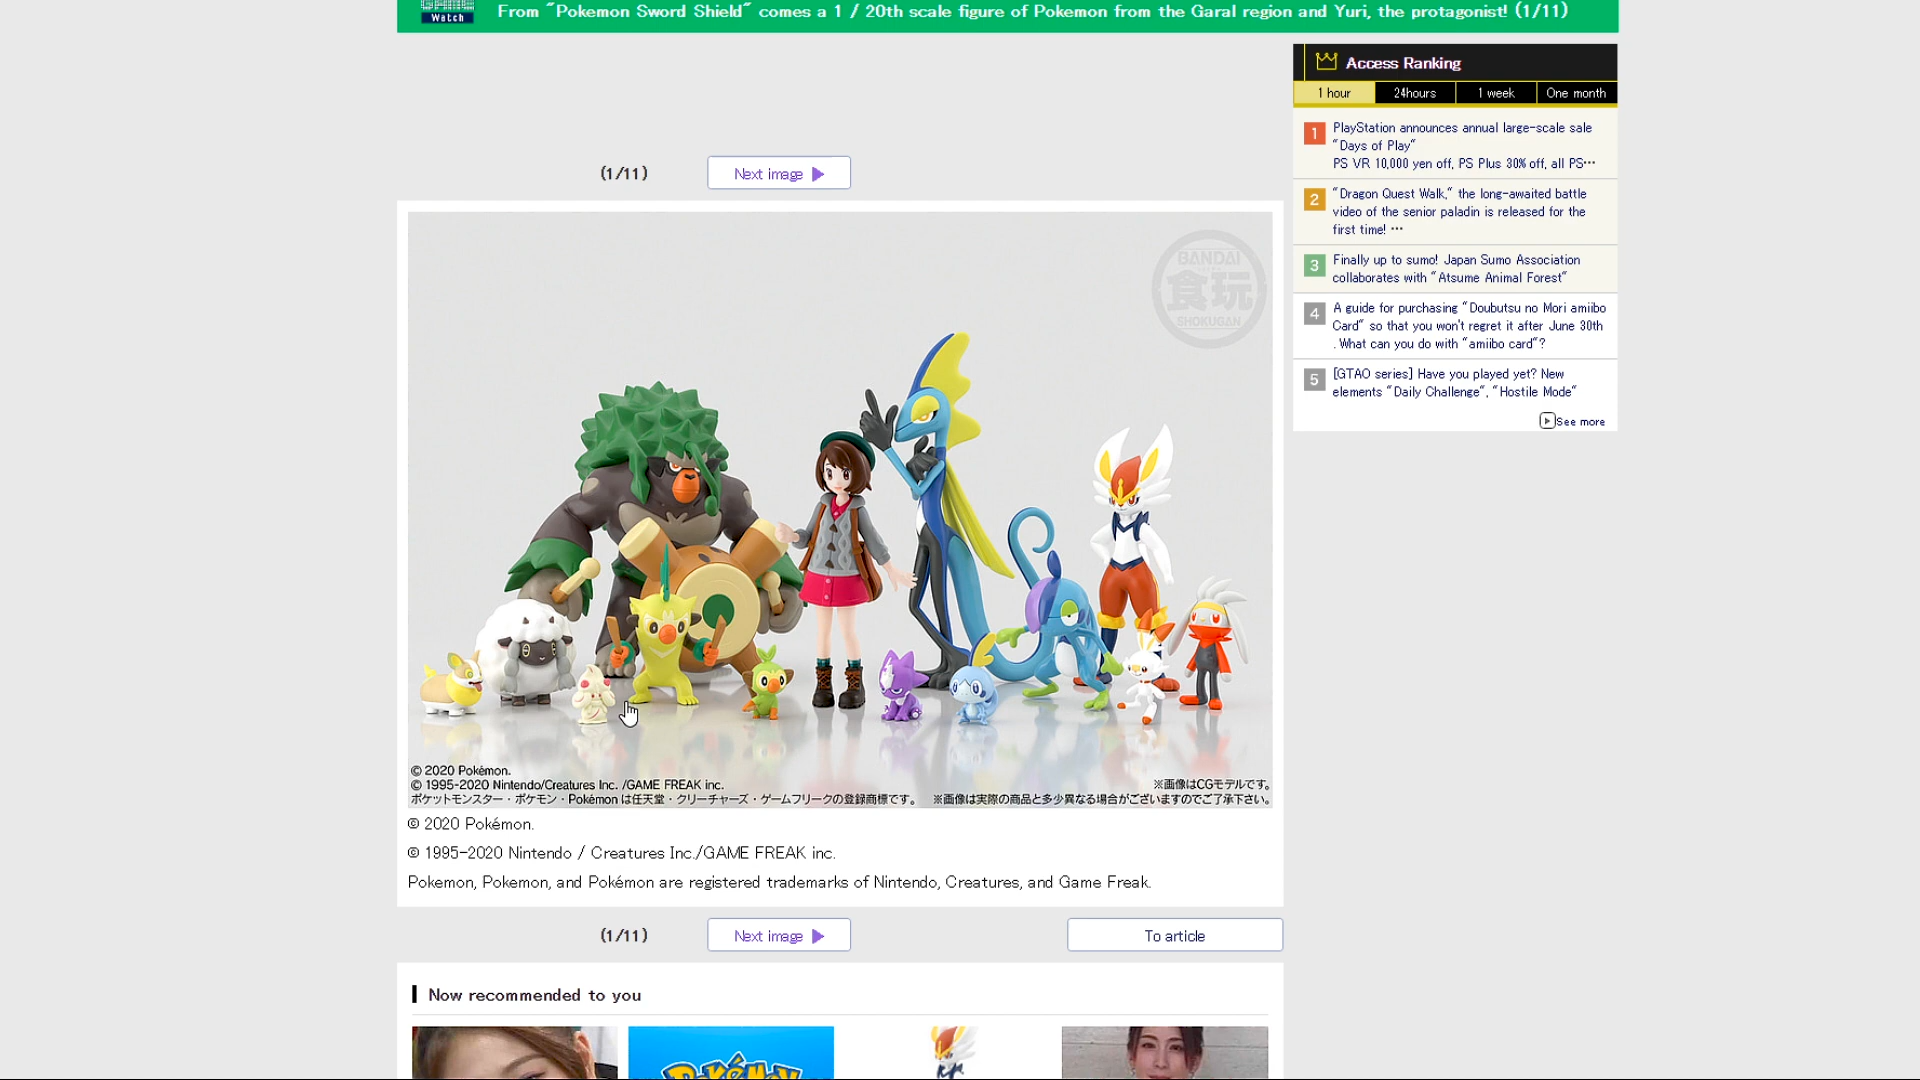 Watch
From "Pokemon Sword Shield" comes a 1 / 20th scale figure of Pokemon from the Garal region and Yuri, the protagonist! (1/11)
Access Ranking
1 hour
24hours
1 week
One month
1
PlayStation announces annual large-scale sale
"Days of Play"
PS VR 10,000 yen off, PS Plus 30% off, all PS…
2
"Dragon Quest Walk," the long-awaited battle
video of the senior paladin is released for the
first time! …
3
Finally up to sumo! Japan Sumo Association
collaborates with "Atsume Animal Forest"
4
A guide for purchasing "Doubutsu no Mori amiibo
Card" so that you won't regret it after June 30th
. What can you do with "amiibo card"?
5
[GTAO series] Have you played yet? New
elements "Daily Challenge", "Hostile Mode"
See more
(1/11)
Next image
BANDAI
食玩
SHOKUGAN
© 2020 Pokémon.
© 1995-2020 Nintendo/Creatures Inc. /GAME FREAK inc.
※画像はCGモデルです。
ポケットモンスター・ポケモン・Pokémon は任天堂・クリーチャーズ・ゲームフリークの登録商標です。
※画像は実際の商品と多少異なる場合がございますのでご了承下さい。
© 2020 Pokémon.
© 1995-2020 Nintendo / Creatures Inc./GAME FREAK inc.
Pokemon, Pokemon, and Pokémon are registered trademarks of Nintendo, Creatures, and Game Freak.
(1/11)
Next image
To article
Now recommended to you
Pokémon